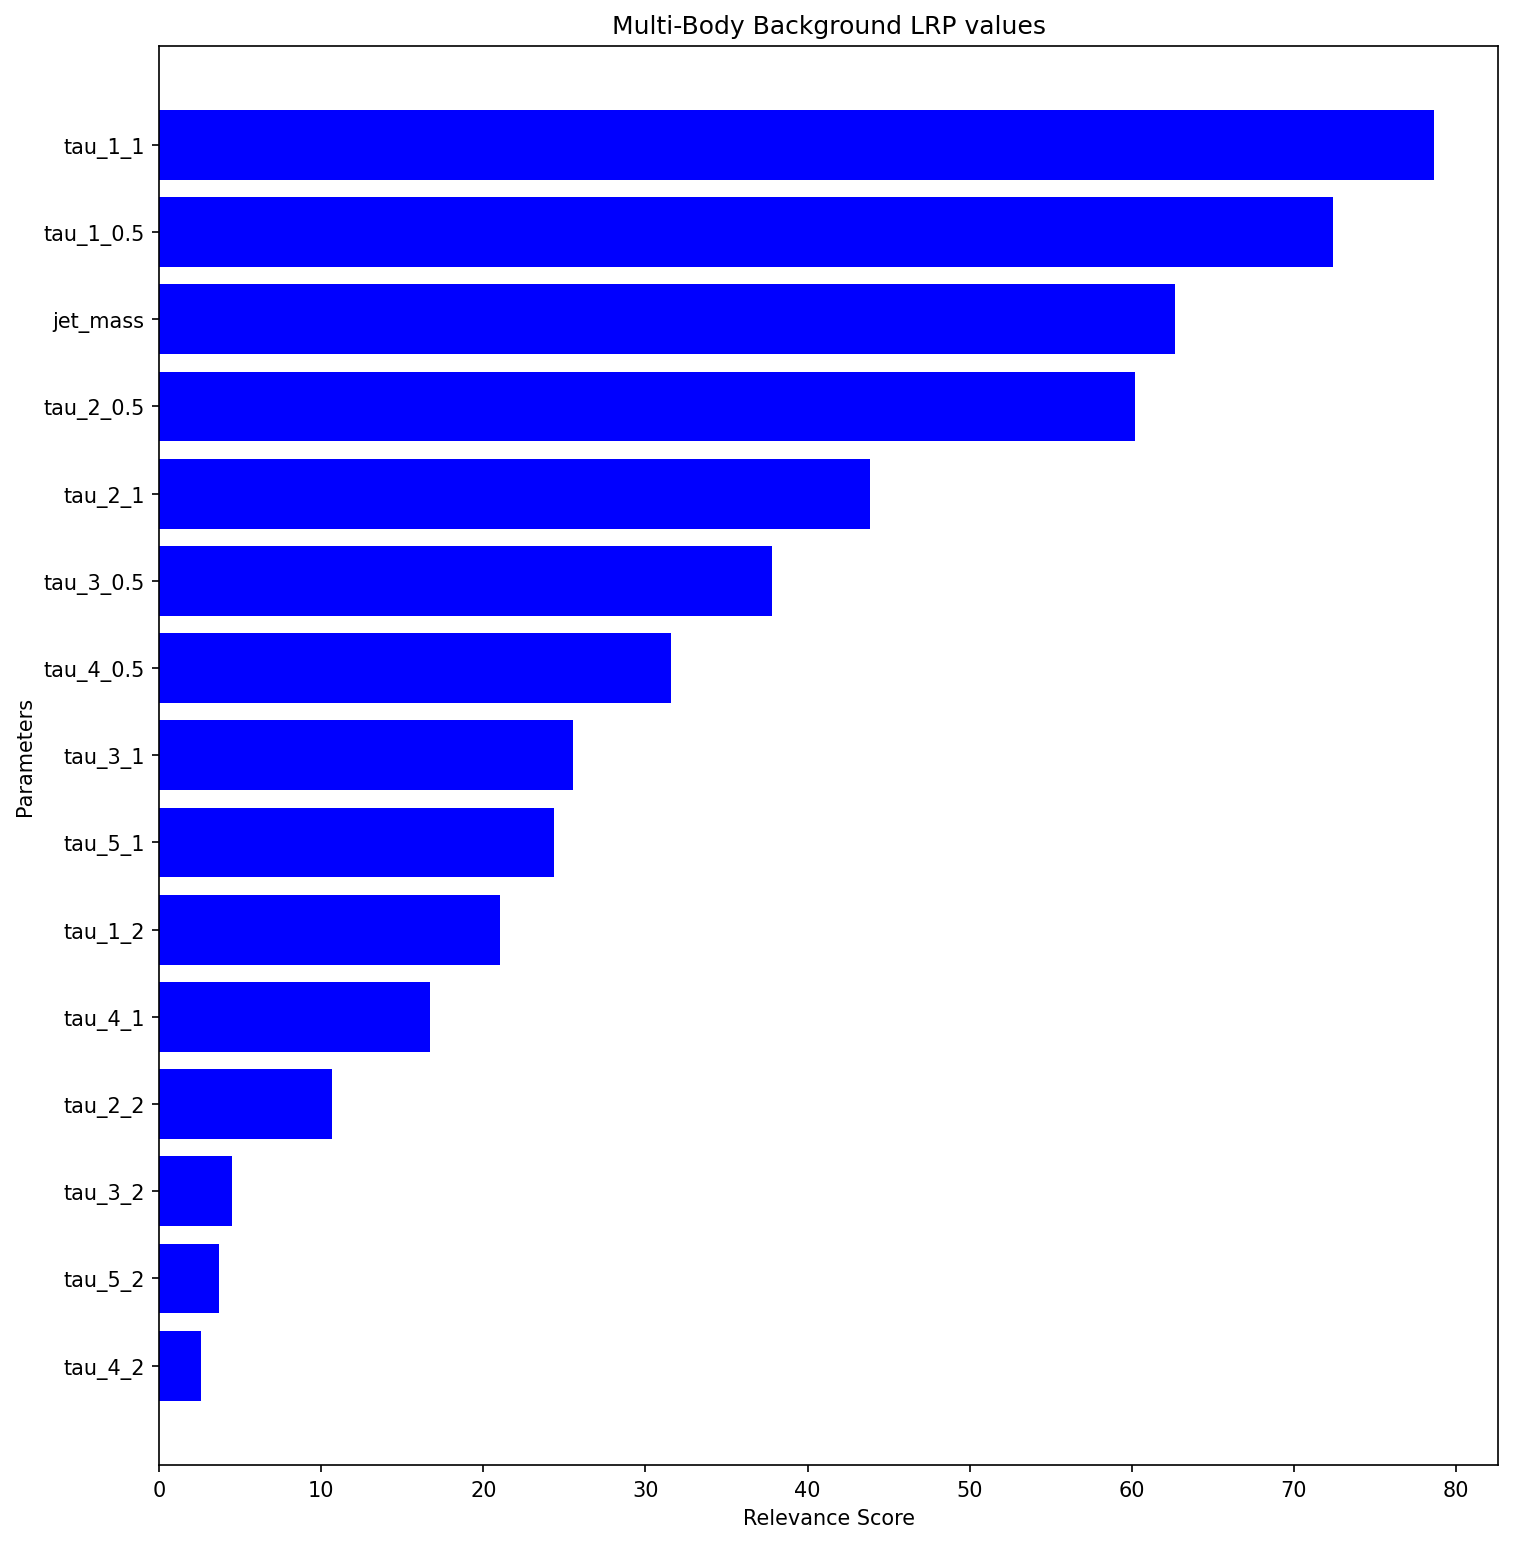 Multi-Body Background LRP values
tau_1_1
tau_1_0.5
jet_mass
tau_2_0.5
tau_2_1
tau_3_0.5
tau_4_0.5
tau_3_1
tau_5_1
tau_1_2
tau_4_1
tau_2_2
tau_3_2
tau_5_2
tau_4_2
Parameters
0 10 20 30 40 50 60 70 80
Relevance Score